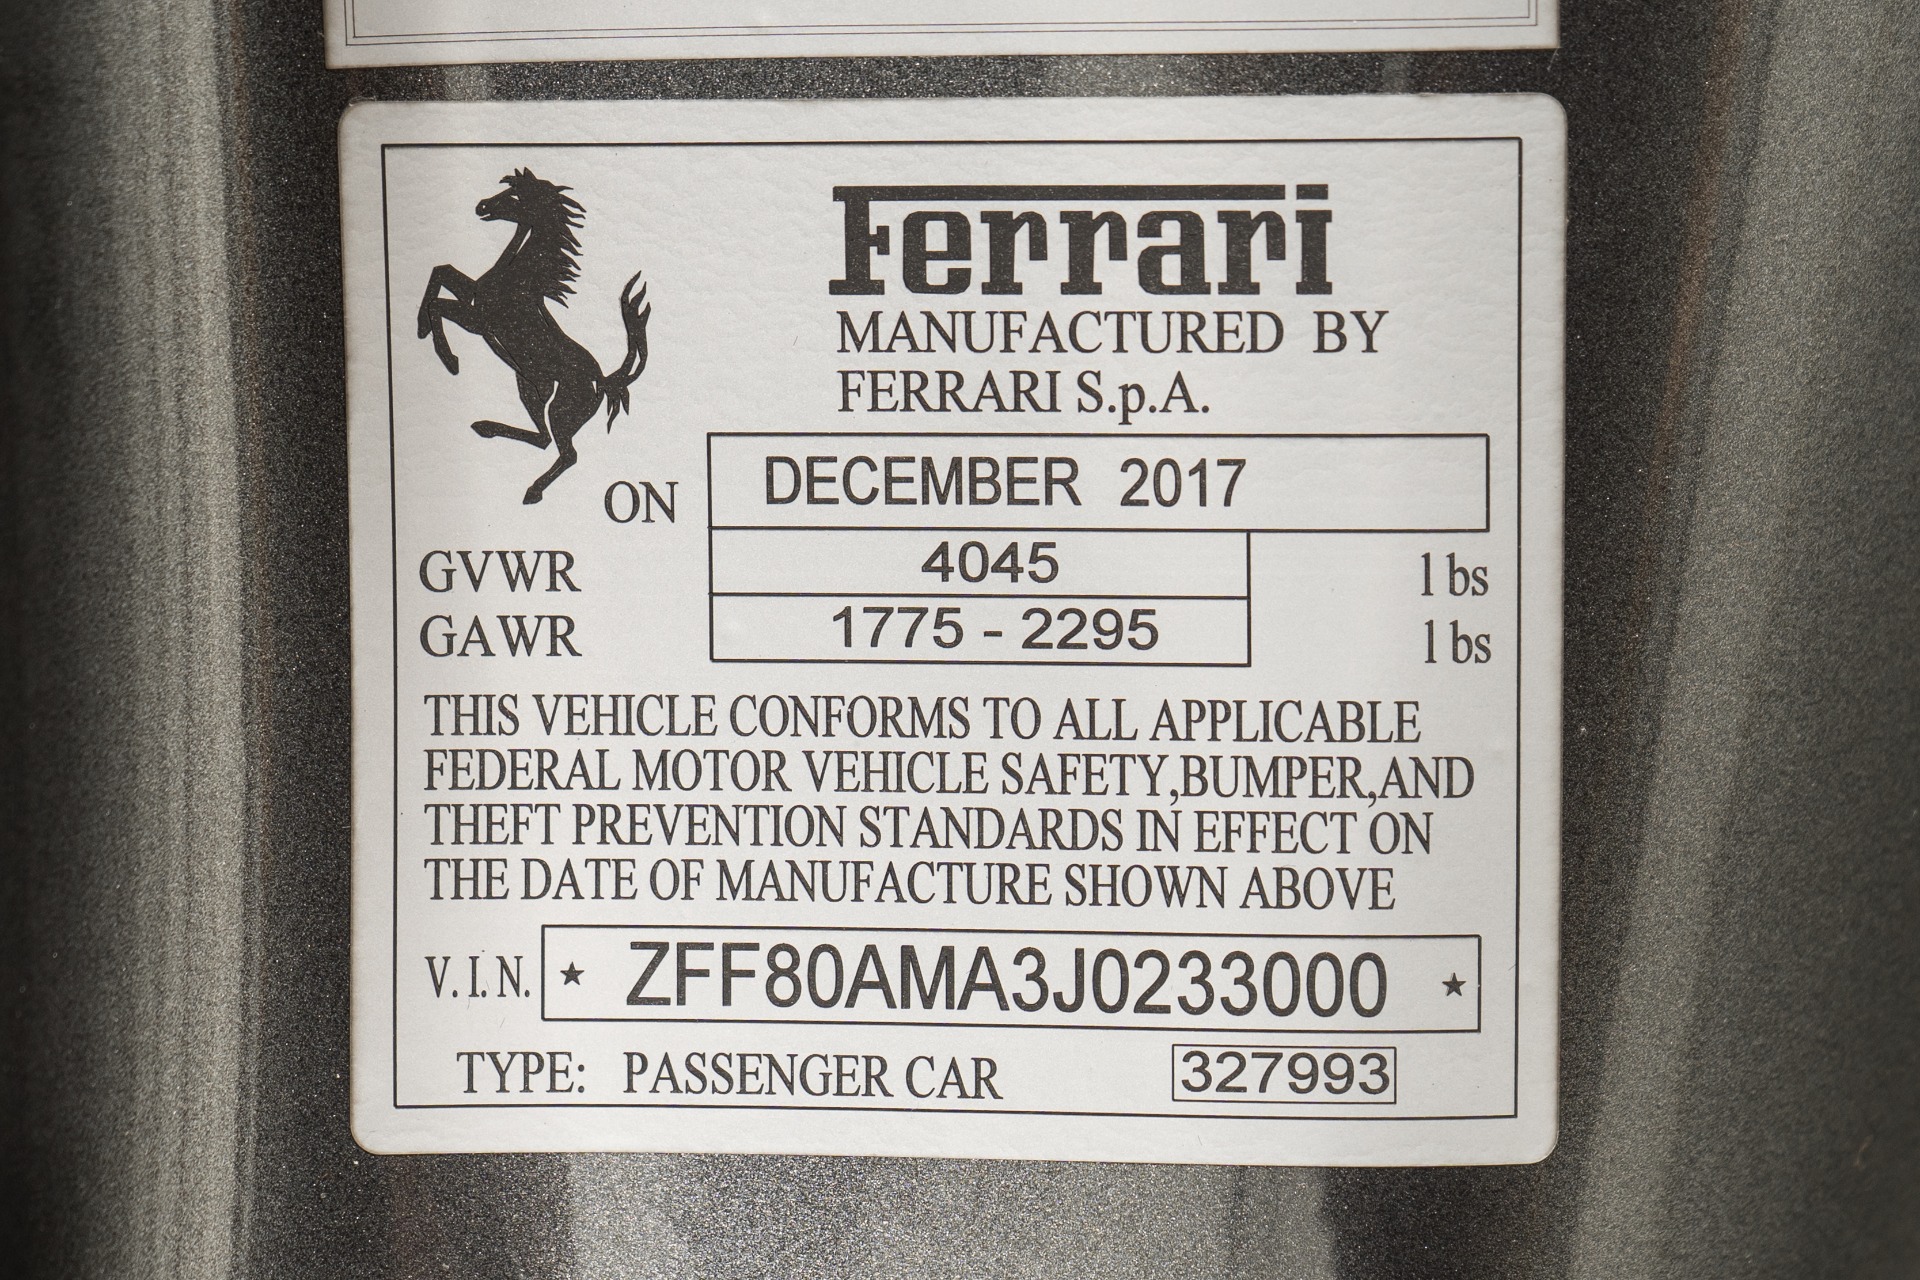 Ferrari
MANUFACTURED BY
FERRARI S.p.A.
ON DECEMBER 2017
GVWR 4045 lbs
GAWR 1775 - 2295 lbs
THIS VEHICLE CONFORMS TO ALL APPLICABLE
FEDERAL MOTOR VEHICLE SAFETY,BUMPER,AND
THEFT PREVENTION STANDARDS IN EFFECT ON
THE DATE OF MANUFACTURE SHOWN ABOVE
V.I.N. ★ ZFF80AMA3J0233000 ★
TYPE: PASSENGER CAR 327993